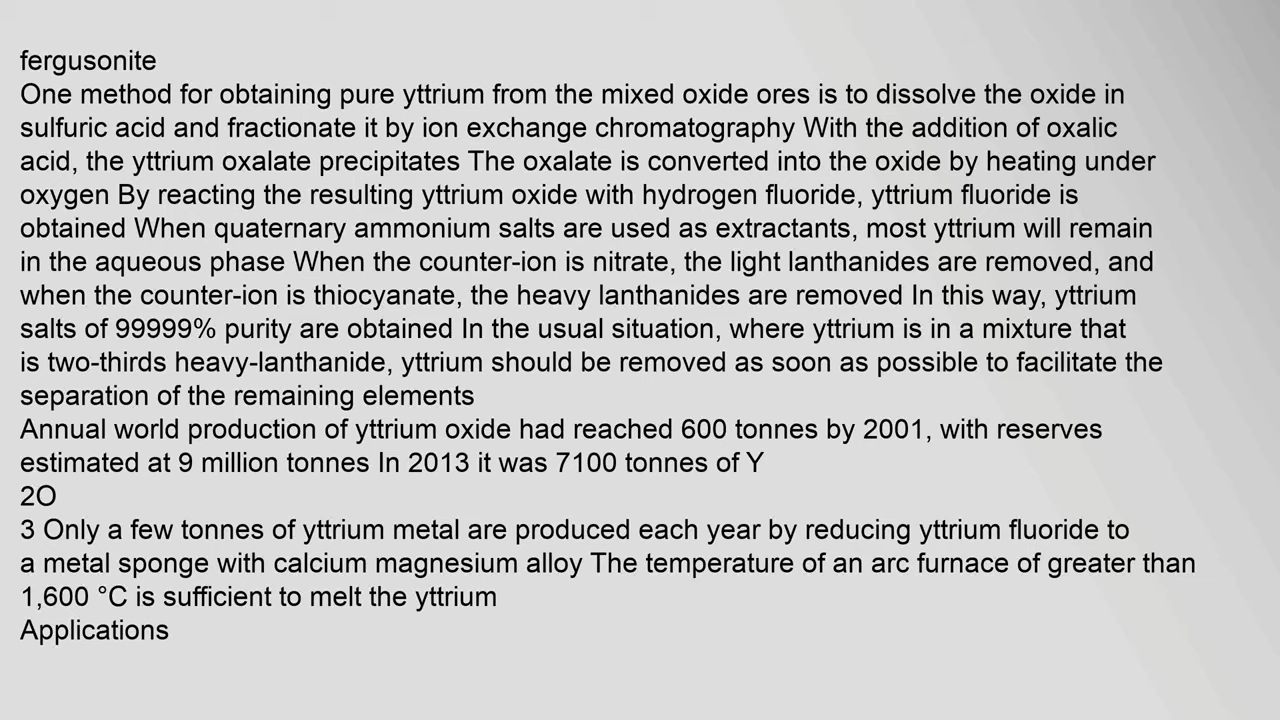 fergusonite
One method for obtaining pure yttrium from the mixed oxide ores is to dissolve the oxide in
sulfuric acid and fractionate it by ion exchange chromatography With the addition of oxalic
acid, the yttrium oxalate precipitates The oxalate is converted into the oxide by heating under
oxygen By reacting the resulting yttrium oxide with hydrogen fluoride, yttrium fluoride is
obtained When quaternary ammonium salts are used as extractants, most yttrium will remain
in the aqueous phase When the counter-ion is nitrate, the light lanthanides are removed, and
when the counter-ion is thiocyanate, the heavy lanthanides are removed In this way, yttrium
salts of 99999% purity are obtained In the usual situation, where yttrium is in a mixture that
is two-thirds heavy-lanthanide, yttrium should be removed as soon as possible to facilitate the
separation of the remaining elements
Annual world production of yttrium oxide had reached 600 tonnes by 2001, with reserves
estimated at 9 million tonnes In 2013 it was 7100 tonnes of Y
2O
3 Only a few tonnes of yttrium metal are produced each year by reducing yttrium fluoride to
a metal sponge with calcium magnesium alloy The temperature of an arc furnace of greater than
1,600 °C is sufficient to melt the yttrium
Applications